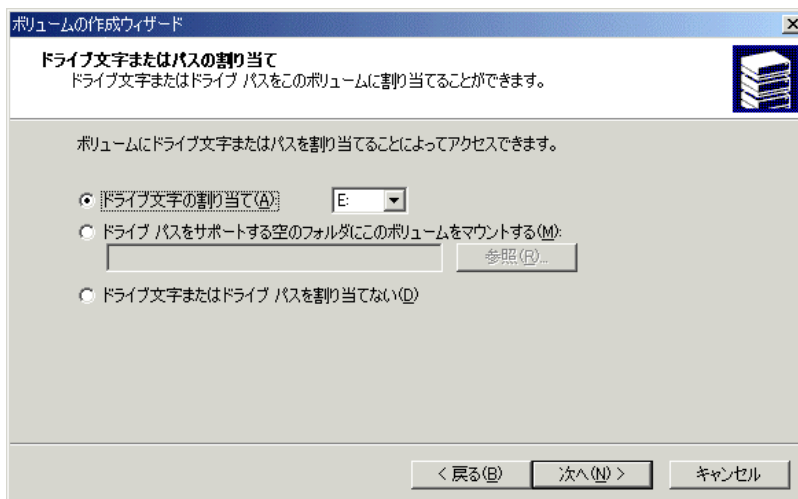 ボリュームの作成ウィザード
ドライブ文字またはパスの割り当て
ドライブ文字またはドライブ パスをこのボリュームに割り当てることができます。
ボリュームにドライブ文字またはパスを割り当てることによってアクセスできます。
ドライブ文字の割り当て(A): E:
ドライブ パスをサポートする空のフォルダにこのボリュームをマウントする(M):
参照(R)...
ドライブ文字またはドライブ パスを割り当てない(D)
< 戻る(B) 次へ(N) > キャンセル